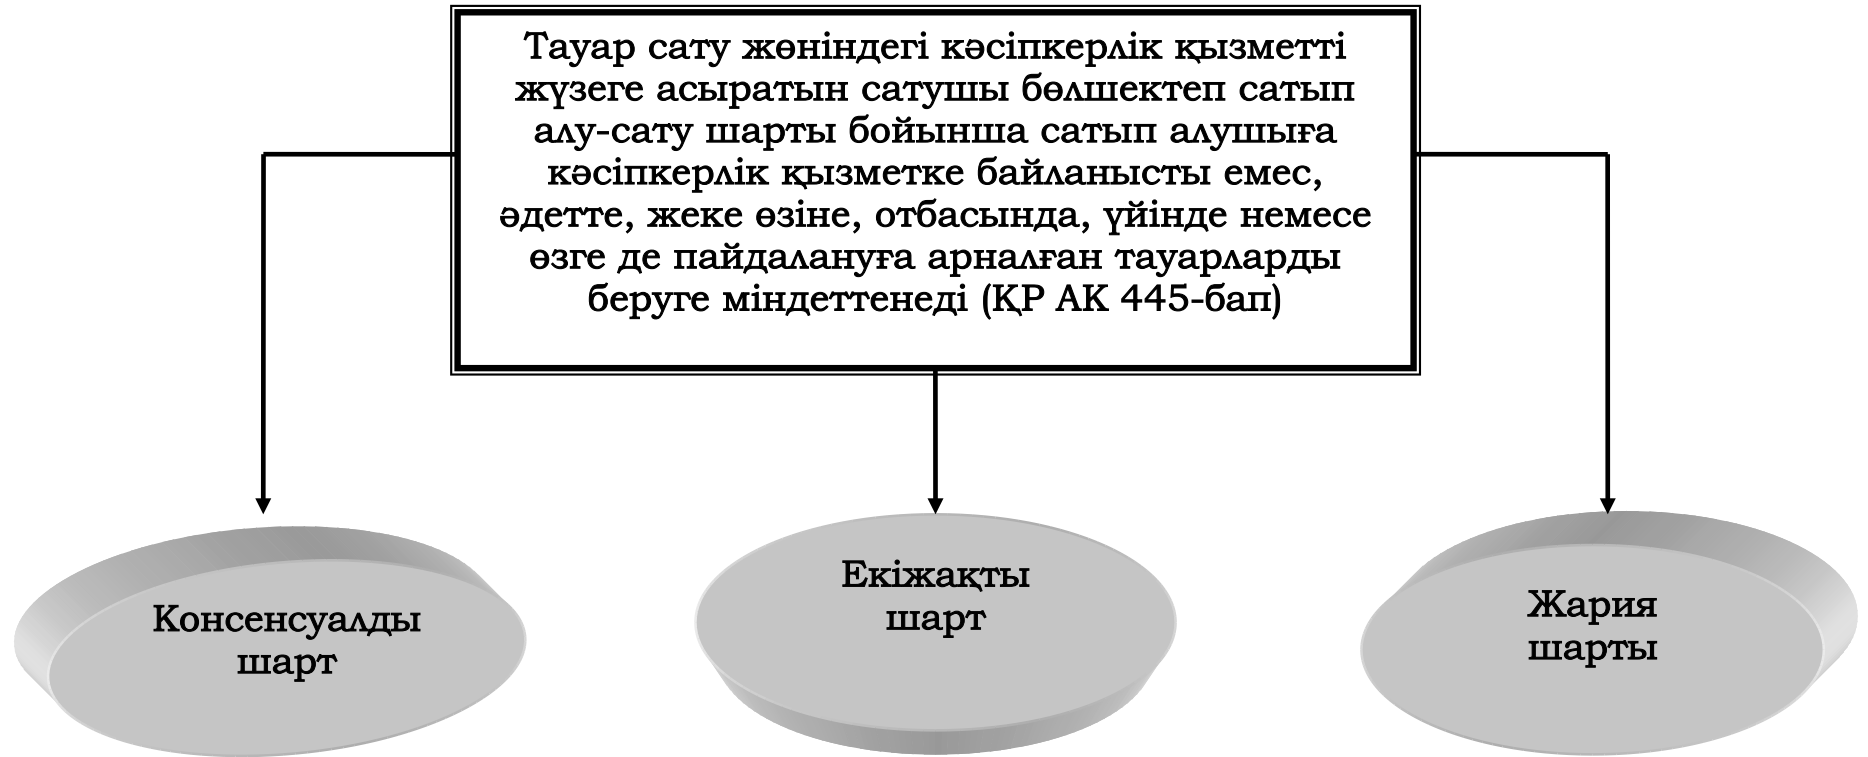 Тауар сату жөніндегі кәсіпкерлік қызметті
жүзеге асыратын сатушы бөлшектеп сатып
алу-сату шарты бойынша сатып алушыға
кәсіпкерлік қызметке байланысты емес,
әдетте, жеке өзіне, отбасында, үйінде немесе
өзге де пайдалануға арналған тауарларды
беруге міндеттенеді (ҚР АК 445-бап)
Консенсуалды
шарт
Екіжақты
шарт
Жария
шарты